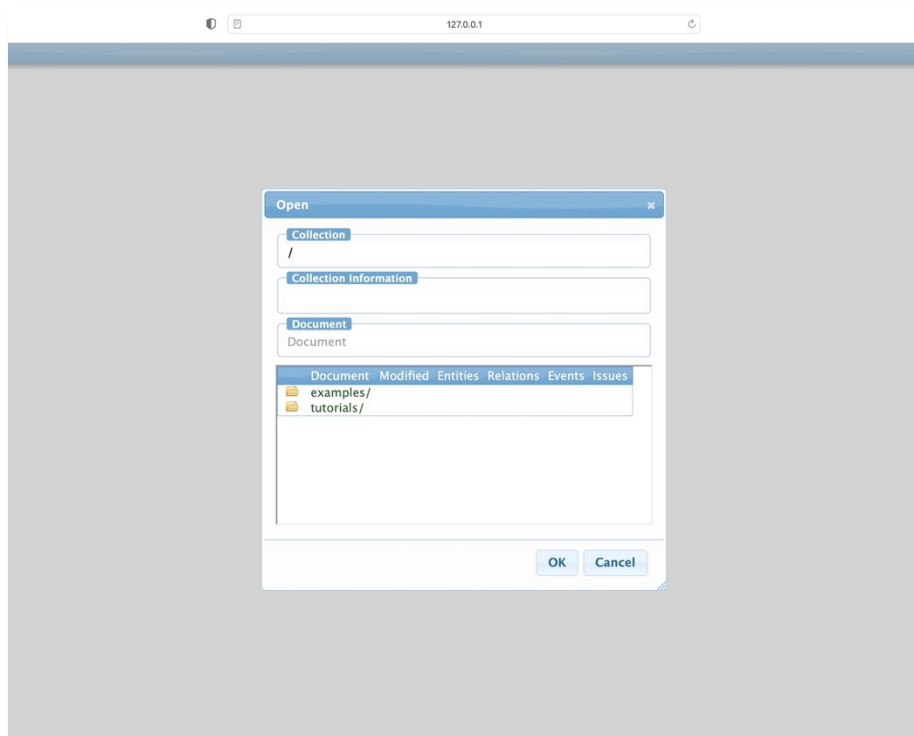 127.0.0.1
Open
Collection
/
Collection Information
Document
Document
Document Modified Entities Relations Events Issues
examples/
tutorials/
OK Cancel